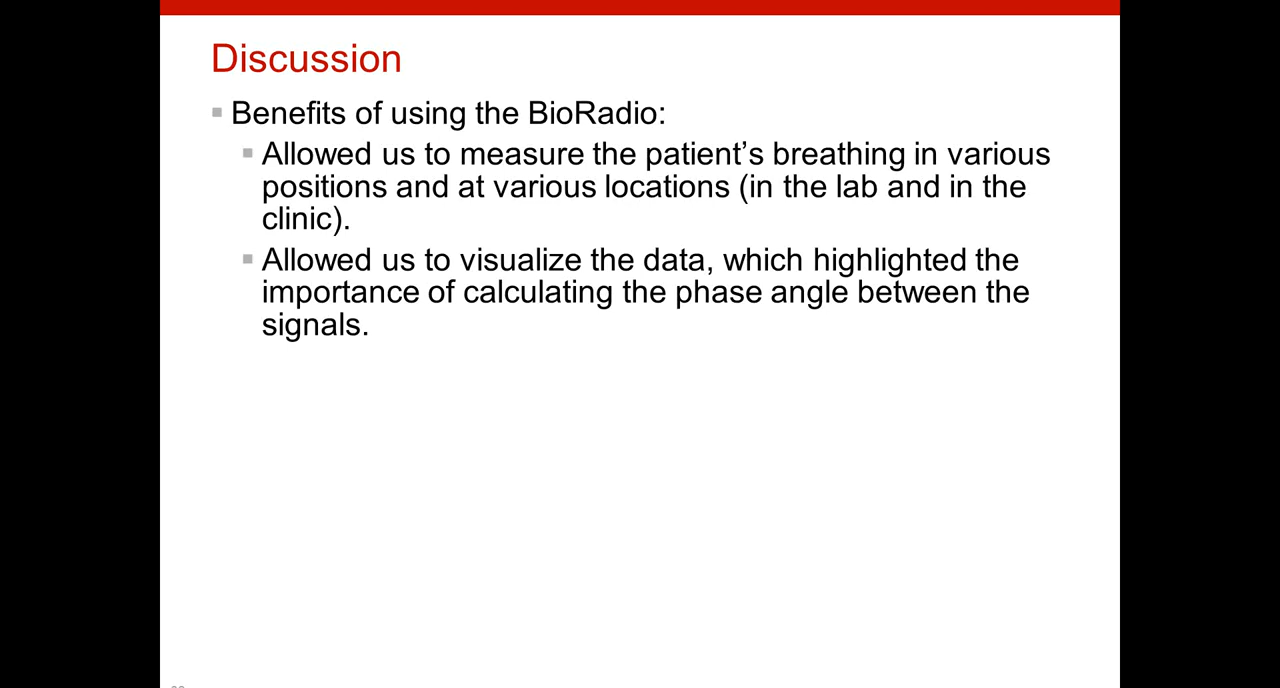 Discussion
Benefits of using the BioRadio:
Allowed us to measure the patient’s breathing in various
positions and at various locations (in the lab and in the
clinic).
Allowed us to visualize the data, which highlighted the
importance of calculating the phase angle between the
signals.